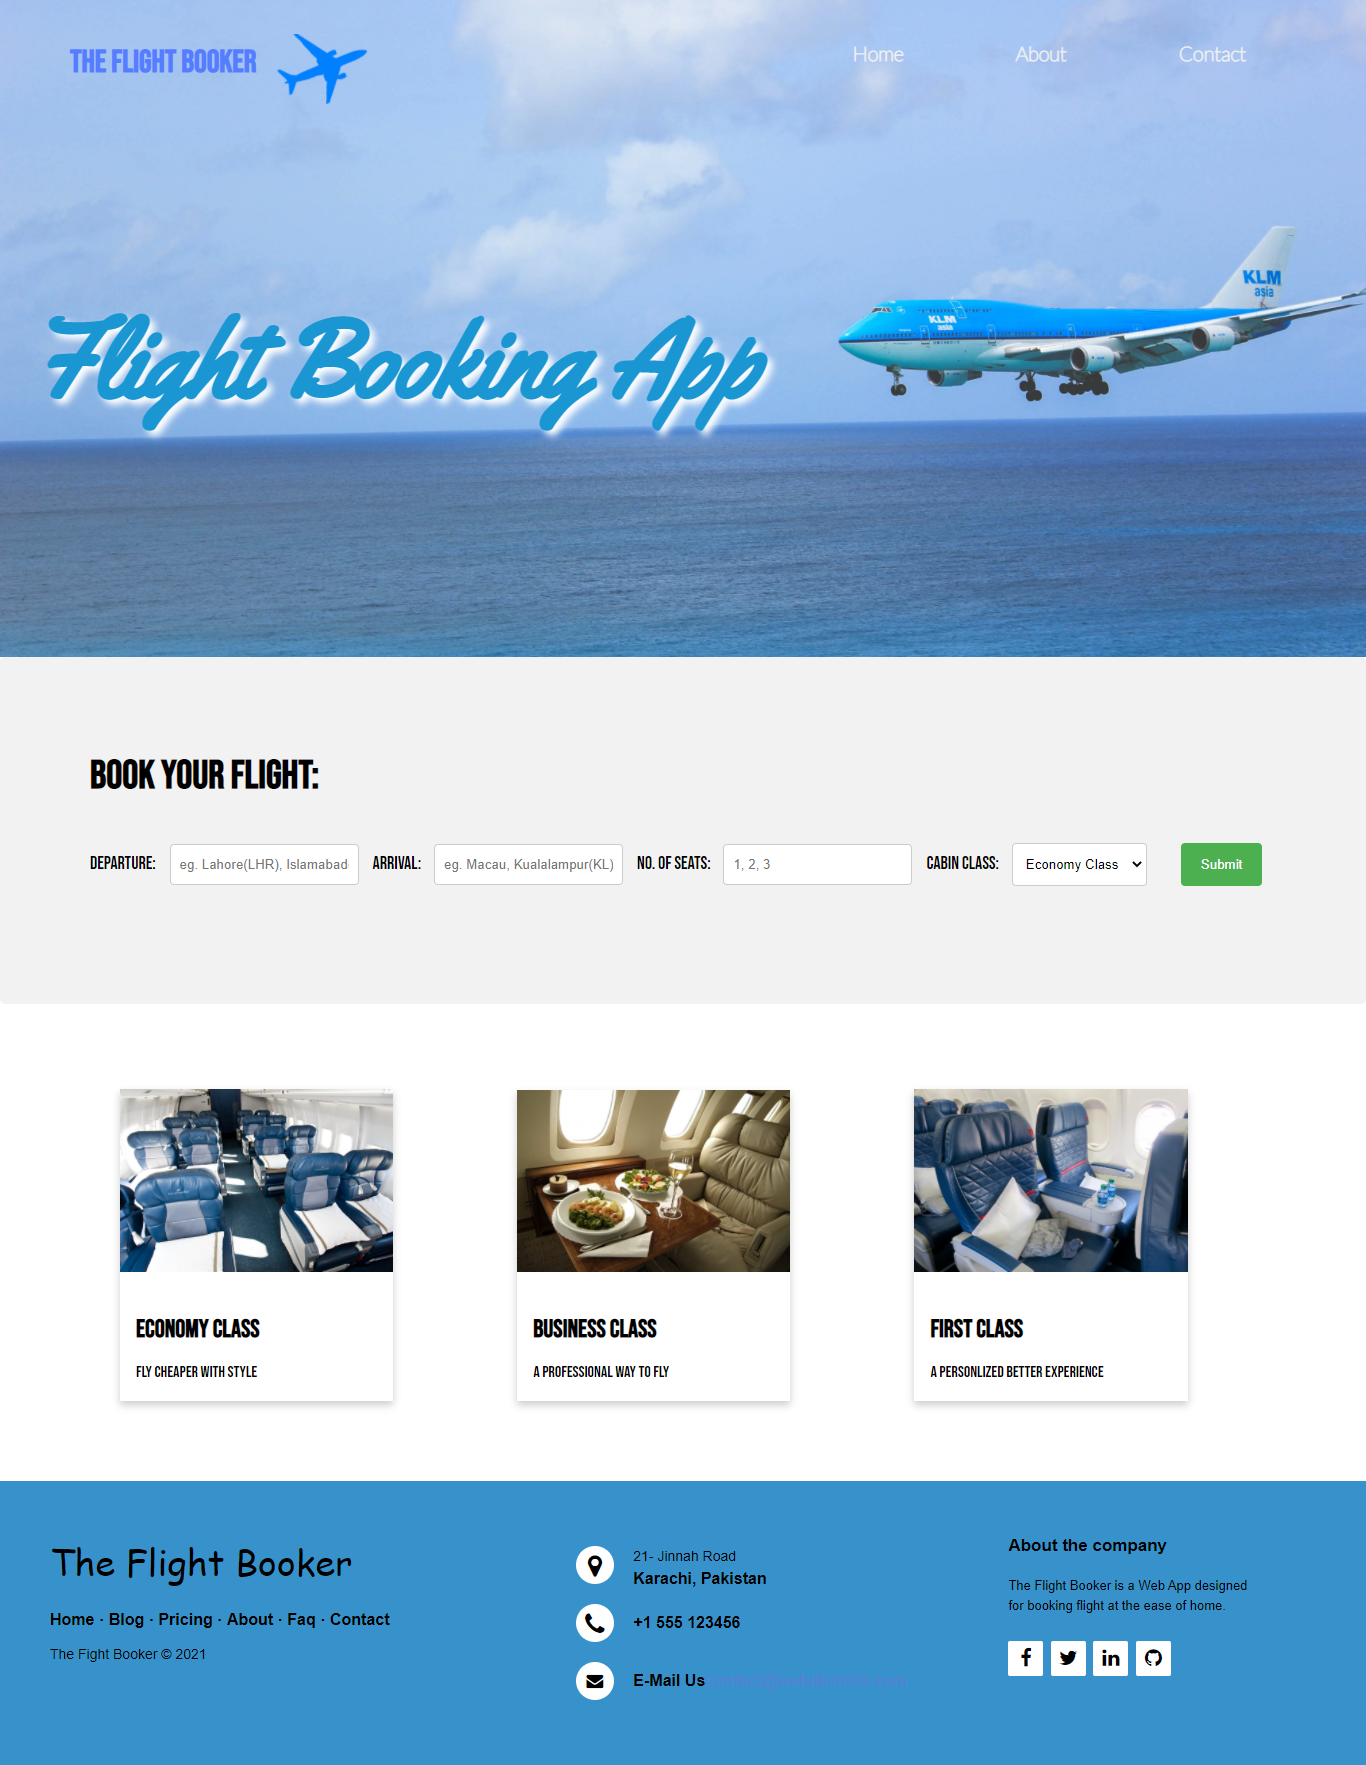 THE FLIGHT BOOKER
Home About Contact
KLM
asia
KLM
asia
Flight Booking App
BOOK YOUR FLIGHT:
DEPARTURE: eg. Lahore(LHR), Islamabad ARRIVAL: eg. Macau, Kualalampur(KL) NO. OF SEATS: 1, 2, 3 CABIN CLASS: Economy Class Submit
ECONOMY CLASS
FLY CHEAPER WITH STYLE
BUSINESS CLASS
A PROFESSIONAL WAY TO FLY
FIRST CLASS
A PERSONLIZED BETTER EXPERIENCE
The Flight Booker
Home · Blog · Pricing · About · Faq · Contact
The Fight Booker © 2021
21- Jinnah Road
Karachi, Pakistan
+1 555 123456
E-Mail Us
About the company
The Flight Booker is a Web App designed
for booking flight at the ease of home.